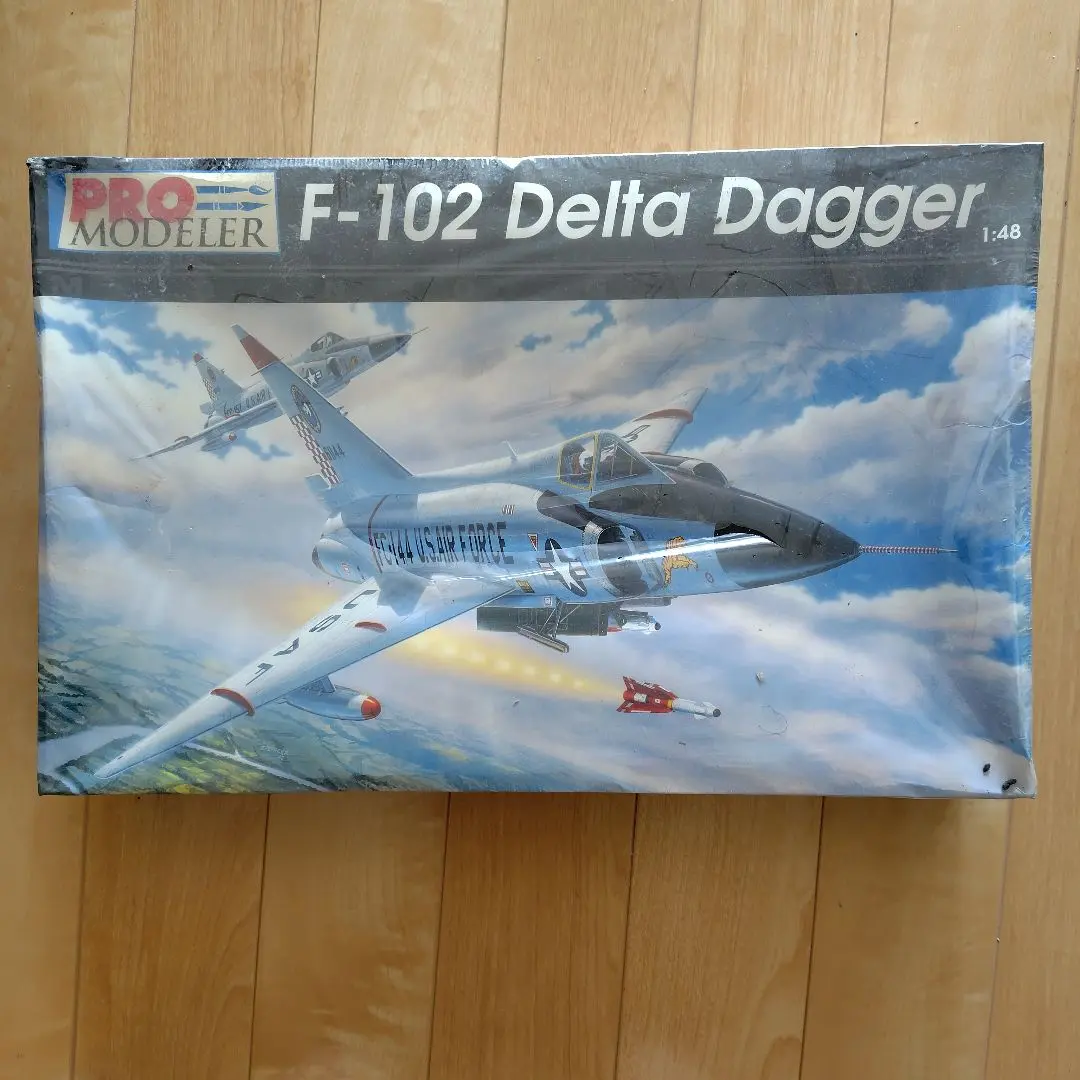 PRO
MODELER
F-102 Delta Dagger
1:48
FC-144 U.S. AIR FORCE
USAF